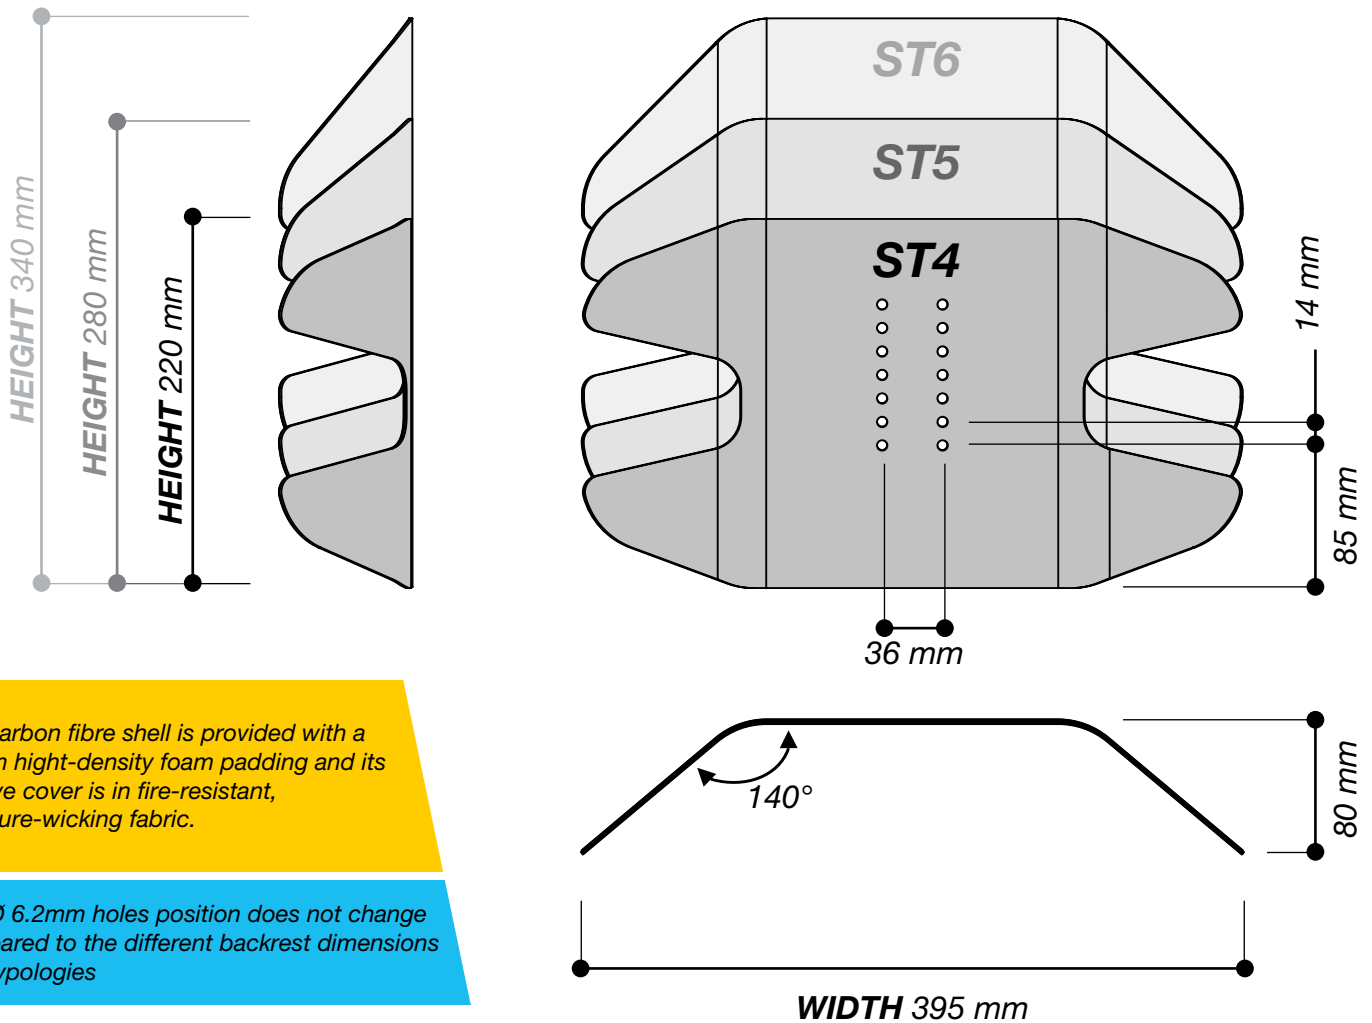 HEIGHT 340 mm
HEIGHT 280 mm
HEIGHT 220 mm
ST6
ST5
ST4
14 mm
85 mm
36 mm
80 mm
140°
WIDTH 395 mm
arbon fibre shell is provided with a
hight-density foam padding and its
cover is in fire-resistant,
ure-wicking fabric.
Ø 6.2mm holes position does not change
ared to the different backrest dimensions
ypologies